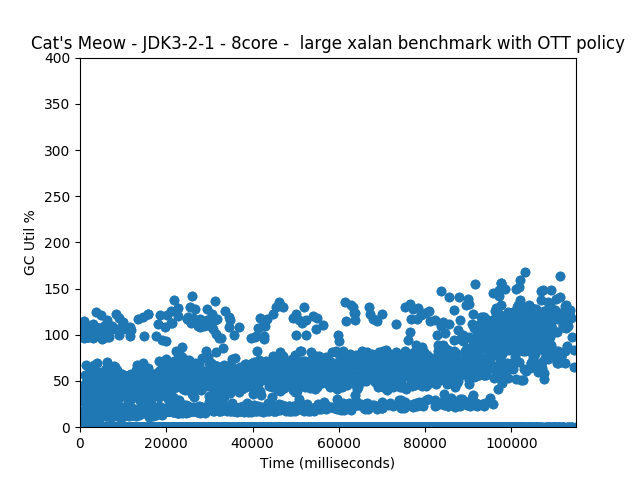 Cat's Meow - JDK3-2-1 - 8core -  large xalan benchmark with OTT policy
400
350
300
250
200
150
100
50
0
GC Util %
0 20000 40000 60000 80000 100000
Time (milliseconds)